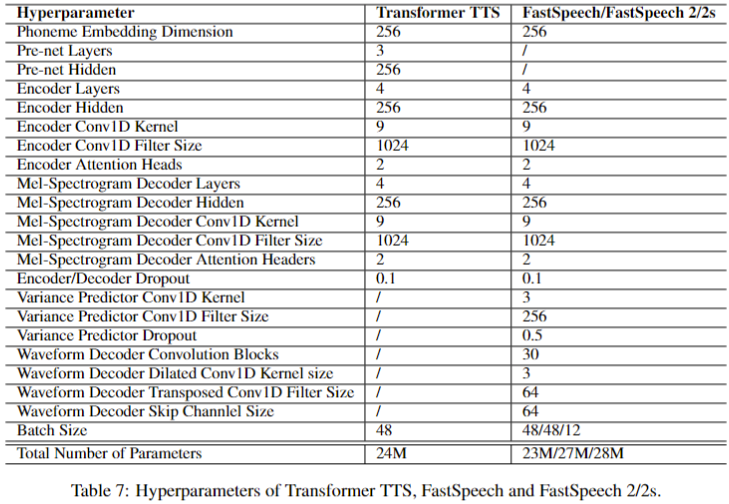 Hyperparameter Transformer TTS FastSpeech/FastSpeech 2/2s
Phoneme Embedding Dimension 256 256
Pre-net Layers 3 /
Pre-net Hidden 256 /
Encoder Layers 4 4
Encoder Hidden 256 256
Encoder Conv1D Kernel 9 9
Encoder Conv1D Filter Size 1024 1024
Encoder Attention Heads 2 2
Mel-Spectrogram Decoder Layers 4 4
Mel-Spectrogram Decoder Hidden 256 256
Mel-Spectrogram Decoder Conv1D Kernel 9 9
Mel-Spectrogram Decoder Conv1D Filter Size 1024 1024
Mel-Spectrogram Decoder Attention Headers 2 2
Encoder/Decoder Dropout 0.1 0.1
Variance Predictor Conv1D Kernel / 3
Variance Predictor Conv1D Filter Size / 256
Variance Predictor Dropout / 0.5
Waveform Decoder Convolution Blocks / 30
Waveform Decoder Dilated Conv1D Kernel size / 3
Waveform Decoder Transposed Conv1D Filter Size / 64
Waveform Decoder Skip Channlel Size / 64
Batch Size 48 48/48/12
Total Number of Parameters 24M 23M/27M/28M
Table 7: Hyperparameters of Transformer TTS, FastSpeech and FastSpeech 2/2s.